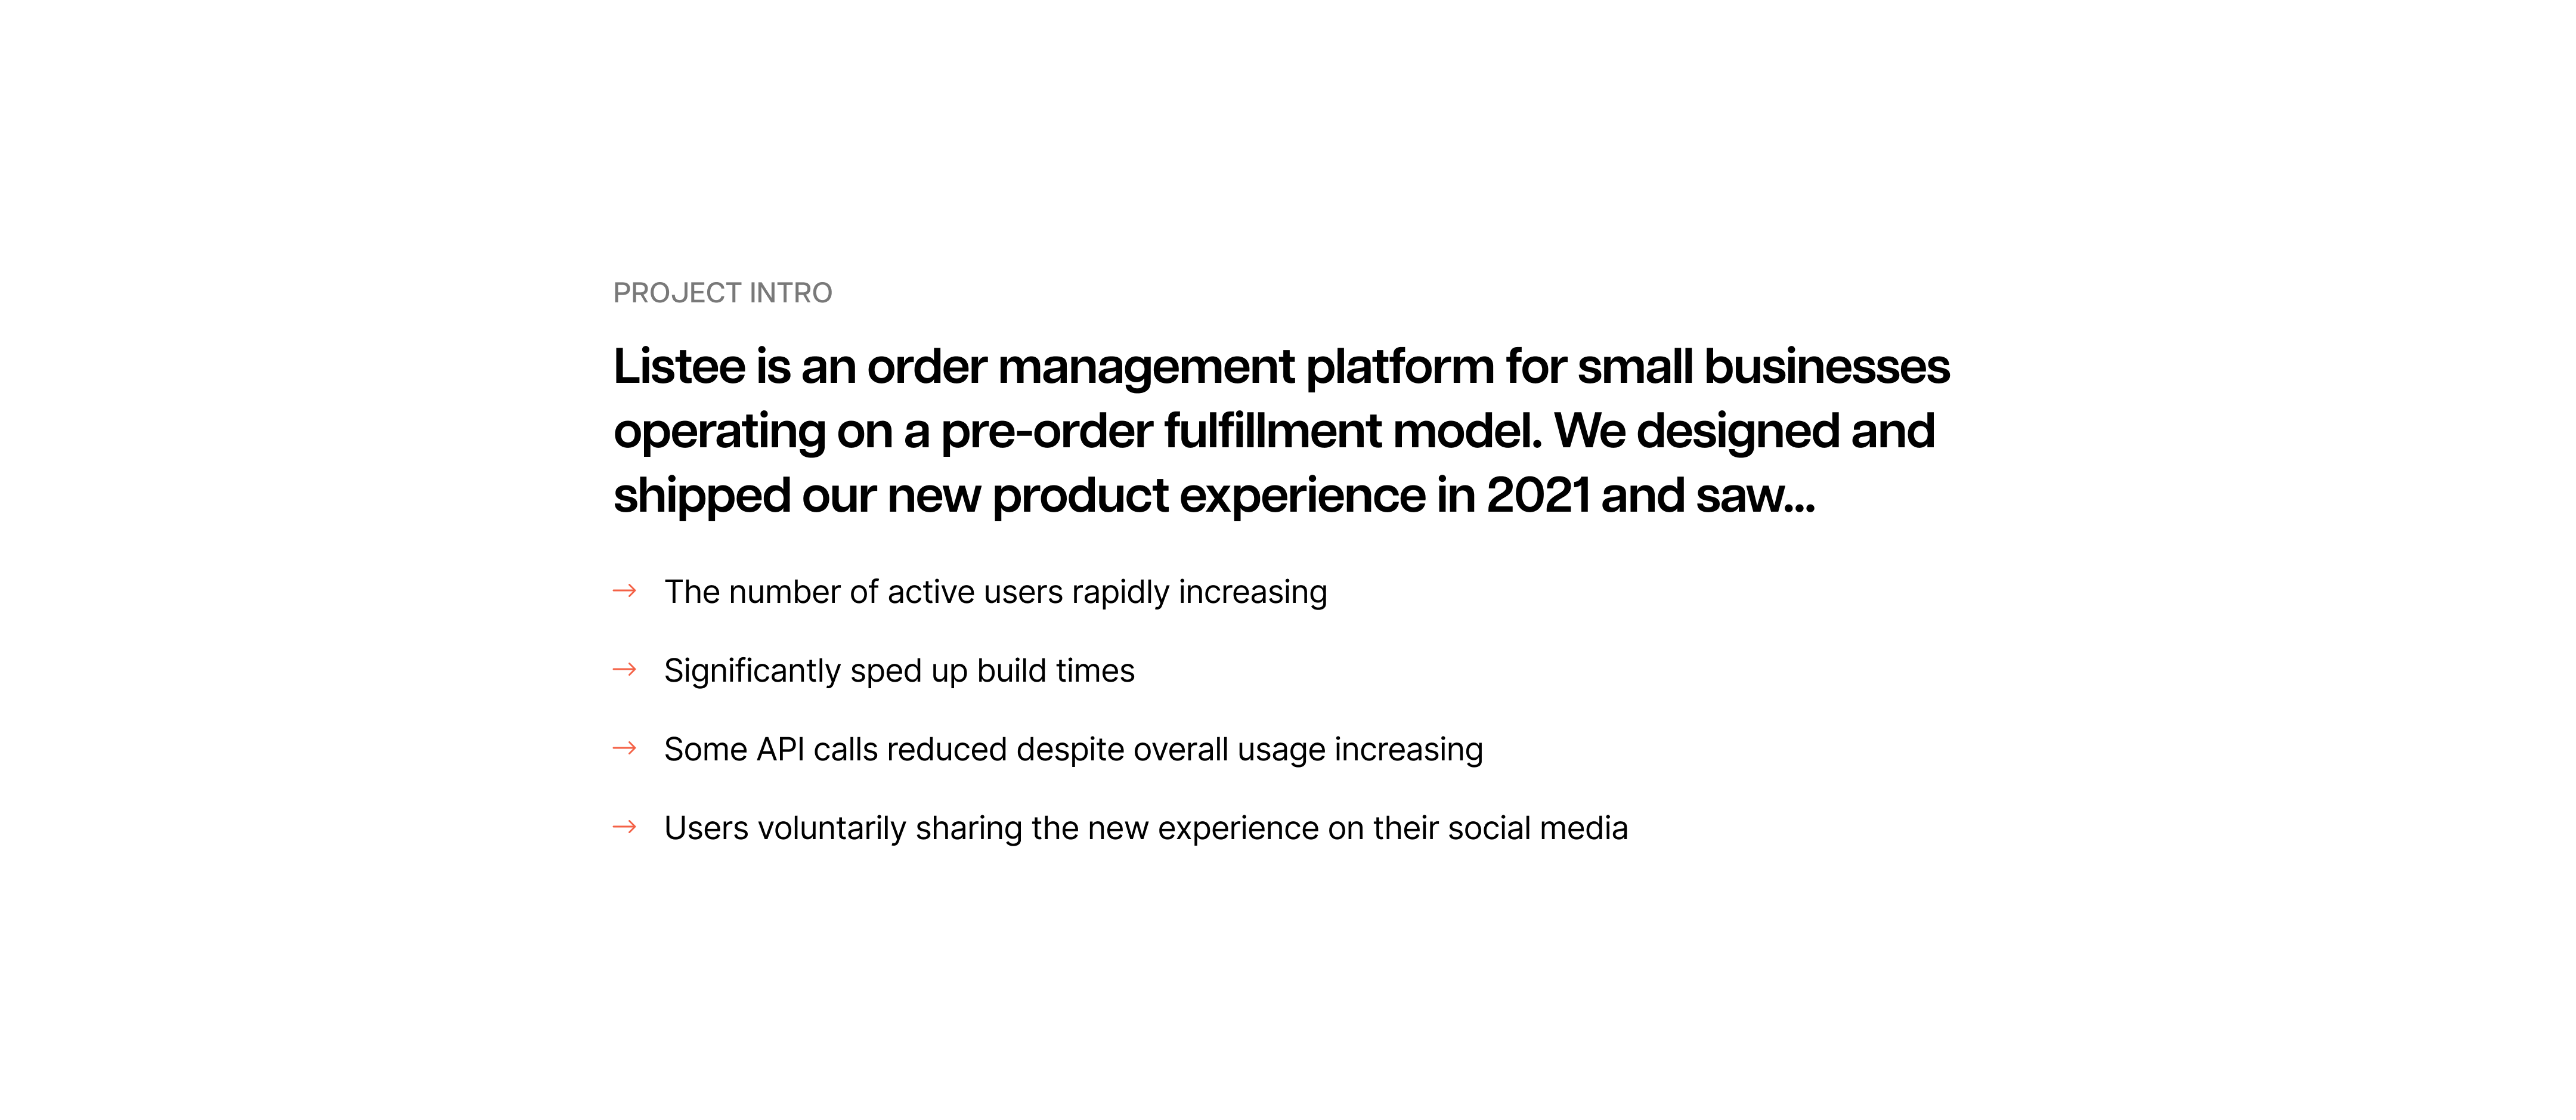 PROJECT INTRO
Listee is an order management platform for small businesses
operating on a pre-order fulfillment model. We designed and
shipped our new product experience in 2021 and saw...
→ The number of active users rapidly increasing
→ Significantly sped up build times
→ Some API calls reduced despite overall usage increasing
→ Users voluntarily sharing the new experience on their social media